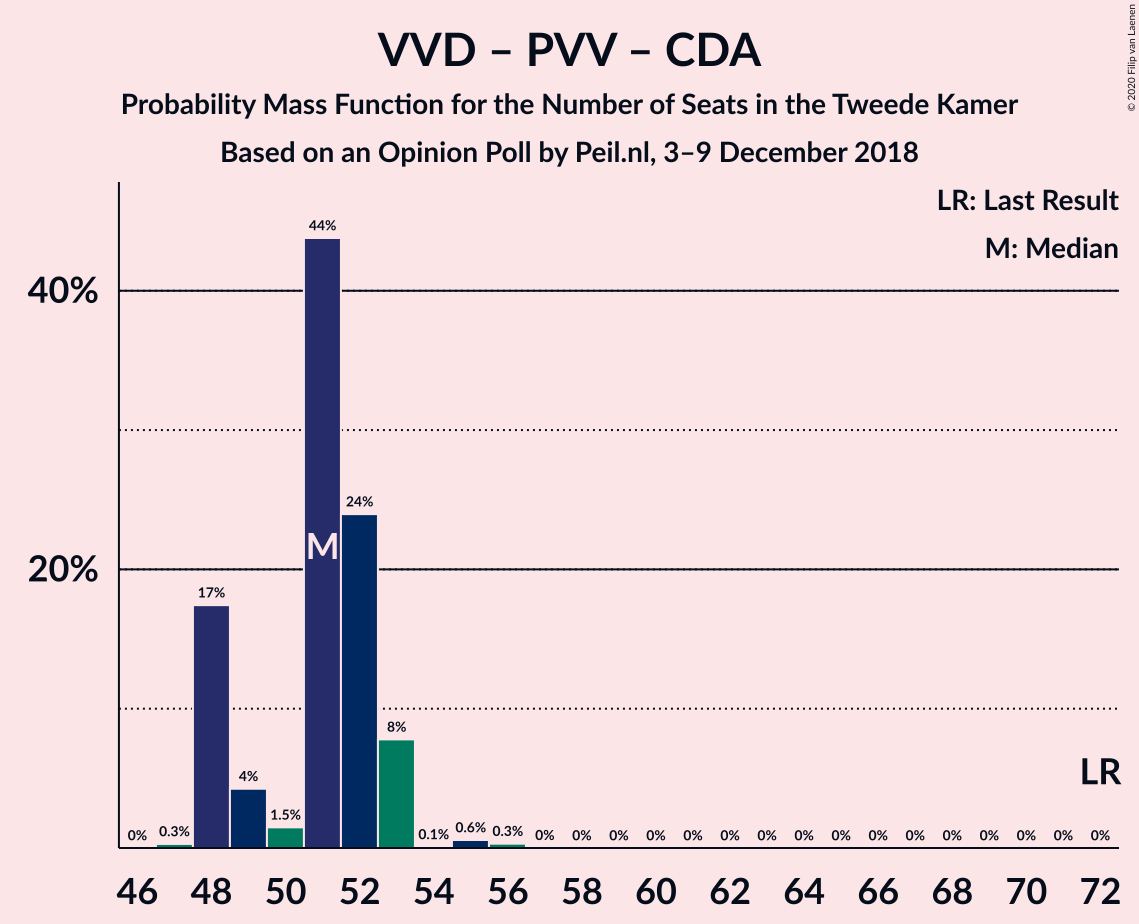 VVD – PVV – CDA
Probability Mass Function for the Number of Seats in the Tweede Kamer
Based on an Opinion Poll by Peil.nl, 3–9 December 2018
© 2020 Filip van Laenen
LR: Last Result
M: Median
40%
20%
0% 0.3% 17% 4% 1.5% 44% 24% 8% 0.1% 0.6% 0.3% 0% 0% 0% 0% 0% 0% 0% 0% 0% 0% 0% 0% 0% 0% 0% 0%
M
LR
46 48 50 52 54 56 58 60 62 64 66 68 70 72